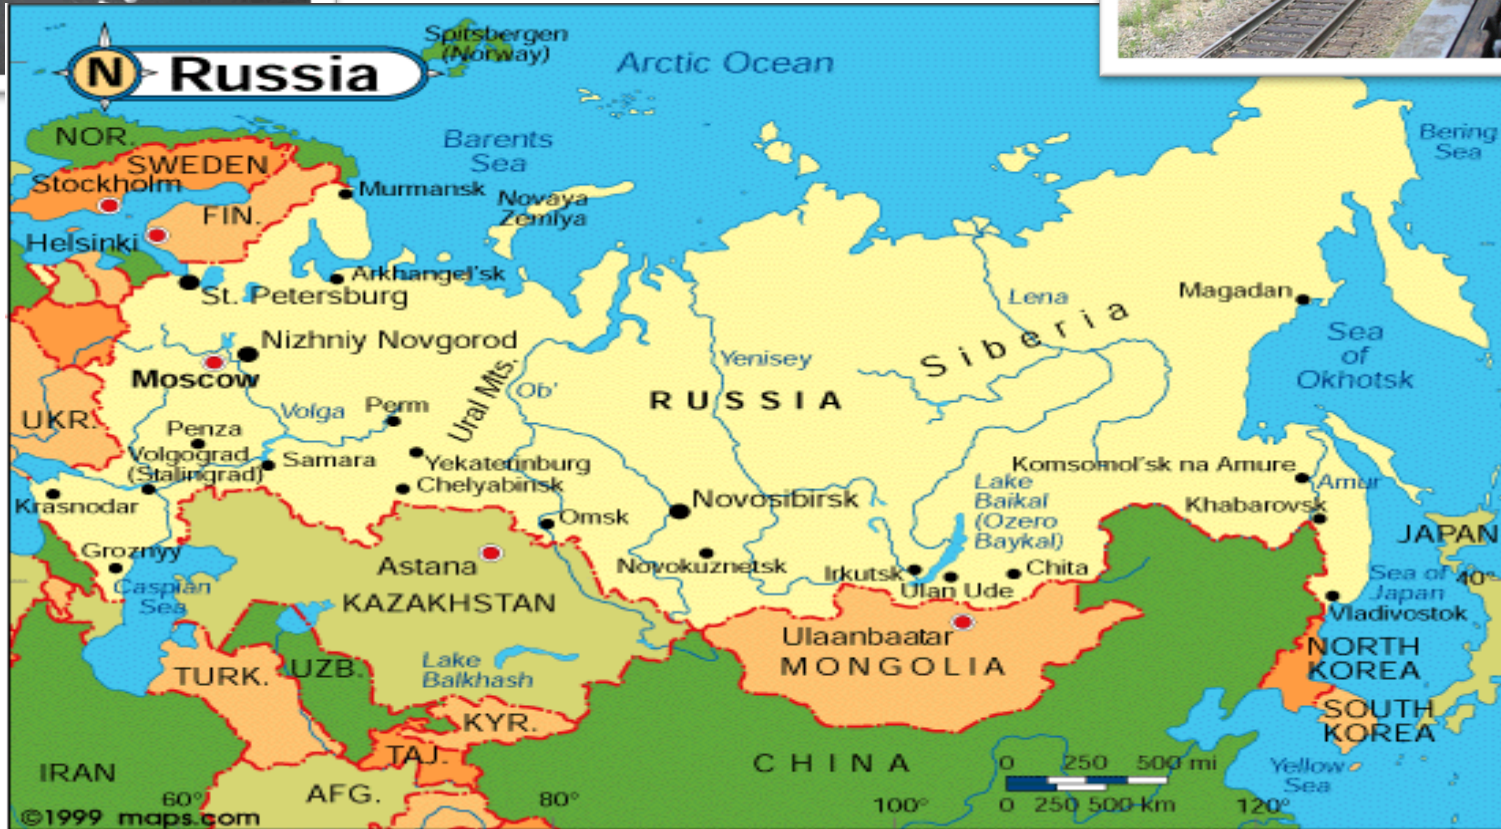 N Russia
Spitsbergen
(Norway)
Arctic Ocean
Barents
Sea
Bering
Sea
NOR.
SWEDEN
Stockholm
FIN.
Helsinki
Murmansk
Novaya
Zemlya
Arkhangel'sk
St. Petersburg
Nizhniy Novgorod
Moscow
UKR.
Volga
Perm
Ural Mts.
Ob'
Yenisey
Lena
Siberia
RUSSIA
Magadan
Sea
of
Okhotsk
Penza
Volgograd
(Stalingrad)
Samara
Yekaterinburg
Chelyabinsk
Krasnodar
Groznyy
Caspian
Sea
Omsk
Novosibirsk
Novokuznetsk
Lake
Baikal
(Ozero
Baykal)
Irkutsk
Ulan Ude
Chita
Komsomol'sk na Amure
Amur
Khabarovsk
JAPAN
Sea of
Japan
40°
Vladivostok
Astana
KAZAKHSTAN
Lake
Balkhash
TURK.
UZB.
KYR.
TAJ.
Ulaanbaatar
MONGOLIA
NORTH
KOREA
SOUTH
KOREA
CHINA
Yellow
Sea
IRAN
AFG.
0 250 500 mi
0 250 500 km
60°
80°
100°
120°
©1999 maps.com